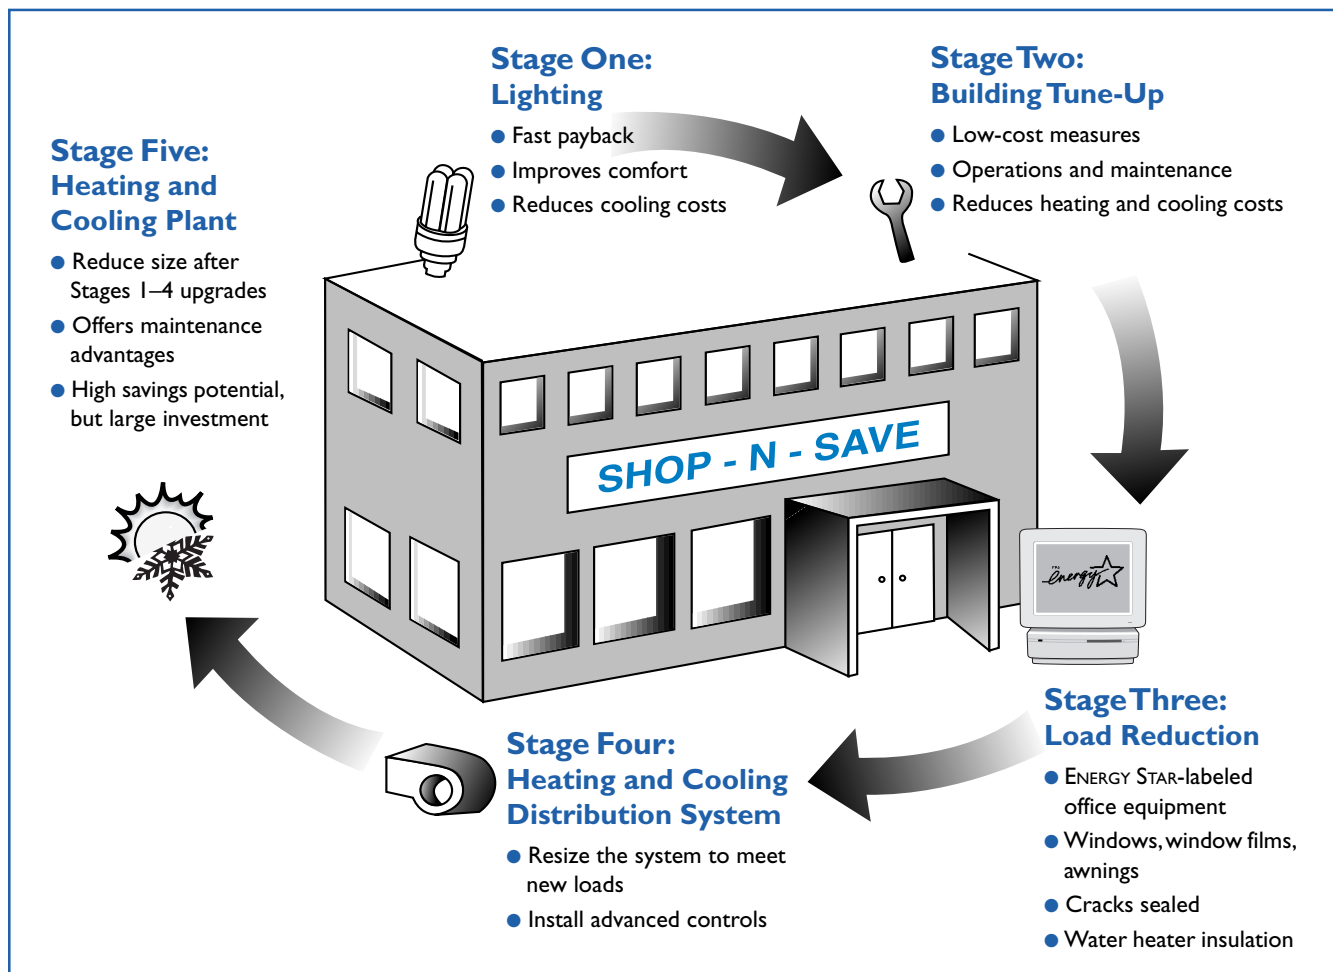 Stage One:
Lighting
● Fast payback
● Improves comfort
● Reduces cooling costs
Stage Two:
Building Tune-Up
● Low-cost measures
● Operations and maintenance
● Reduces heating and cooling costs
Stage Five:
Heating and
Cooling Plant
● Reduce size after
Stages 1–4 upgrades
● Offers maintenance
advantages
● High savings potential,
but large investment
SHOP - N - SAVE
EPA
energy
Stage Three:
Load Reduction
● ENERGY STAR-labeled
office equipment
● Windows, window films,
awnings
● Cracks sealed
● Water heater insulation
Stage Four:
Heating and Cooling
Distribution System
● Resize the system to meet
new loads
● Install advanced controls